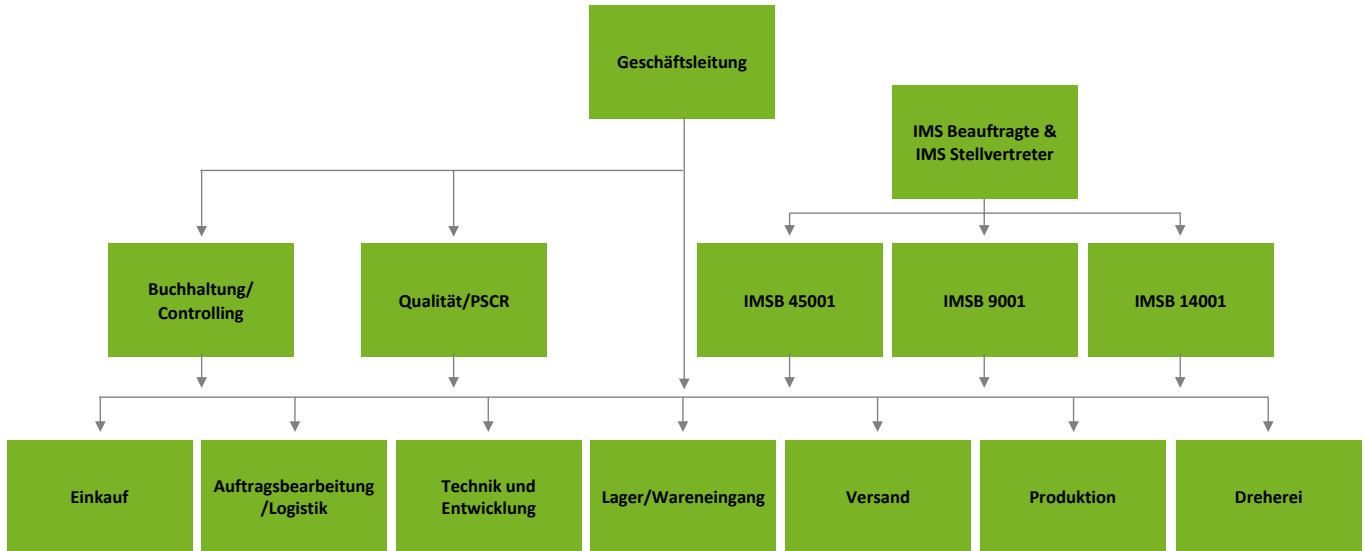 Geschäftsleitung
IMS Beauftragte &
IMS Stellvertreter
Buchhaltung/
Controlling
Qualität/PSCR
IMSB 45001
IMSB 9001
IMSB 14001
Einkauf
Auftragsbearbeitung
/Logistik
Technik und
Entwicklung
Lager/Wareneingang
Versand
Produktion
Dreherei